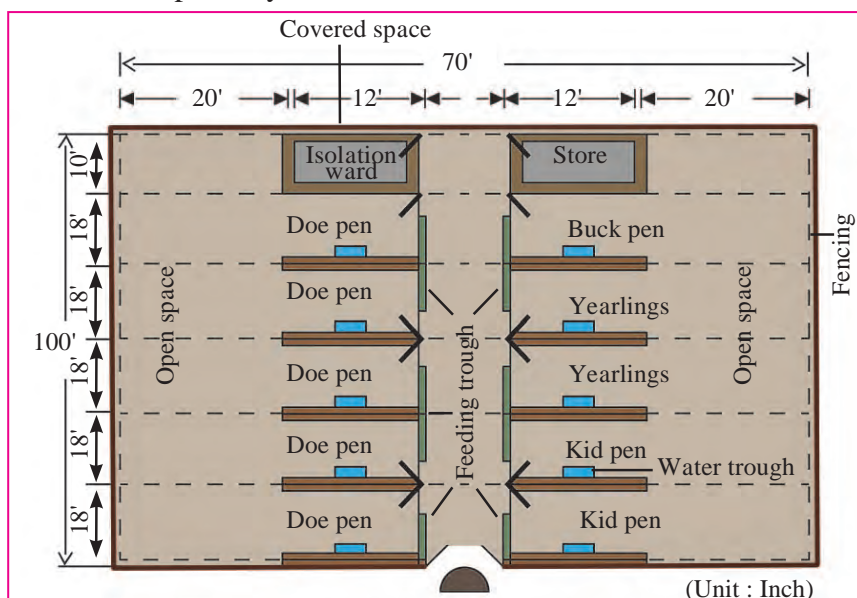 Covered space
70'
20' 12' 12' 20'
Isolation
ward
Store
10'
Doe pen Buck pen
18'
Fencing
Doe pen Yearlings
18'
Open space
Open space
100'
Feeding trough
Doe pen Yearlings
18'
Doe pen Kid pen
18'
Water trough
Doe pen Kid pen
18'
(Unit : Inch)